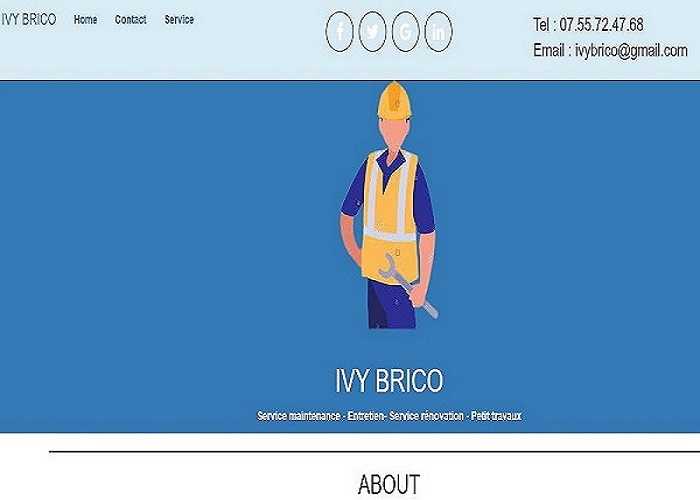 IVY BRICO Home Contact Service
f G in
Tel : 07.55.72.47.68
Email : ivybrico@gmail.com
IVY BRICO
Service maintenance - Entretien- Service rénovation - Petit travaux
ABOUT